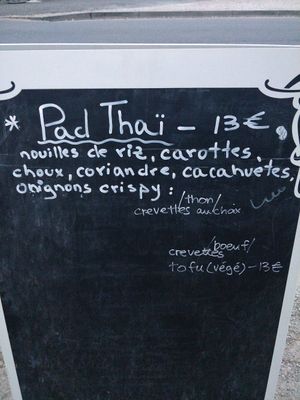 * Pad Thaï - 13€
nouilles de riz, carottes,
choux, coriandre, cacahuètes,
onignons crispy :
/thon/
crevettes au choix
/boeuf/
crevettes
tofu (végé) - 13€